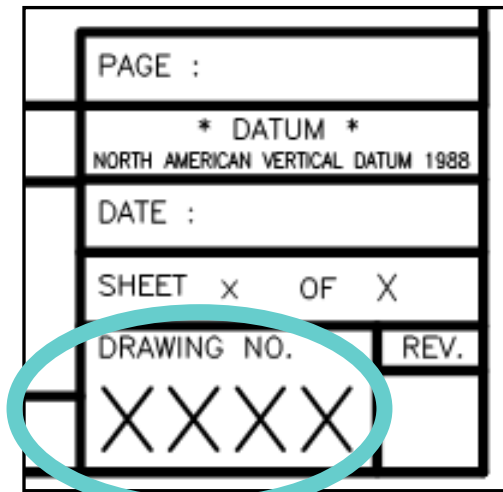 PAGE :
* DATUM *
NORTH AMERICAN VERTICAL DATUM 1988
DATE :
SHEET x OF X
DRAWING NO.
REV.
XXXX